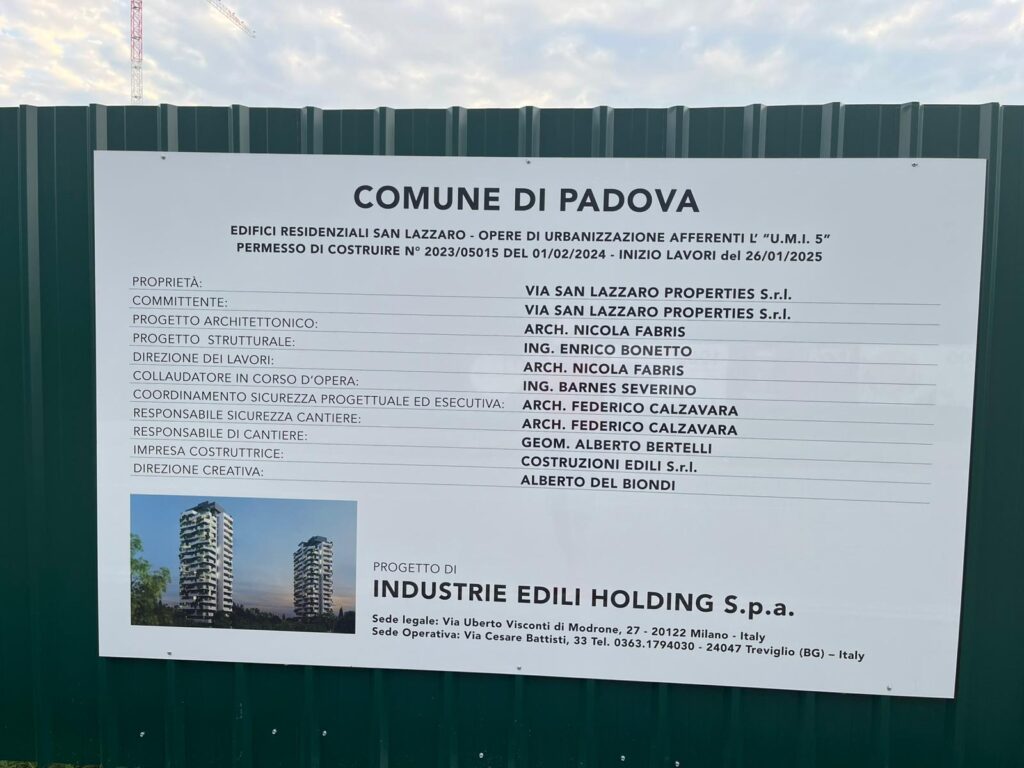 COMUNE DI PADOVA
EDIFICI RESIDENZIALI SAN LAZZARO - OPERE DI URBANIZZAZIONE AFFERENTI L' "U.M.I. 5"
PERMESSO DI COSTRUIRE N° 2023/05015 DEL 01/02/2024 - INIZIO LAVORI del 26/01/2025
PROPRIETÀ: VIA SAN LAZZARO PROPERTIES S.r.l.
COMMITTENTE: VIA SAN LAZZARO PROPERTIES S.r.l.
PROGETTO ARCHITETTONICO: ARCH. NICOLA FABRIS
PROGETTO STRUTTURALE: ING. ENRICO BONETTO
DIREZIONE DEI LAVORI: ARCH. NICOLA FABRIS
COLLAUDATORE IN CORSO D'OPERA: ING. BARNES SEVERINO
COORDINAMENTO SICUREZZA PROGETTUALE ED ESECUTIVA: ARCH. FEDERICO CALZAVARA
RESPONSABILE SICUREZZA CANTIERE: ARCH. FEDERICO CALZAVARA
RESPONSABILE DI CANTIERE: GEOM. ALBERTO BERTELLI
IMPRESA COSTRUTTRICE: COSTRUZIONI EDILI S.r.l.
DIREZIONE CREATIVA: ALBERTO DEL BIONDI
PROGETTO DI
INDUSTRIE EDILI HOLDING S.p.a.
Sede legale: Via Uberto Visconti di Modrone, 27 - 20122 Milano - Italy
Sede Operativa: Via Cesare Battisti, 33 Tel. 0363.1794030 - 24047 Treviglio (BG) – Italy